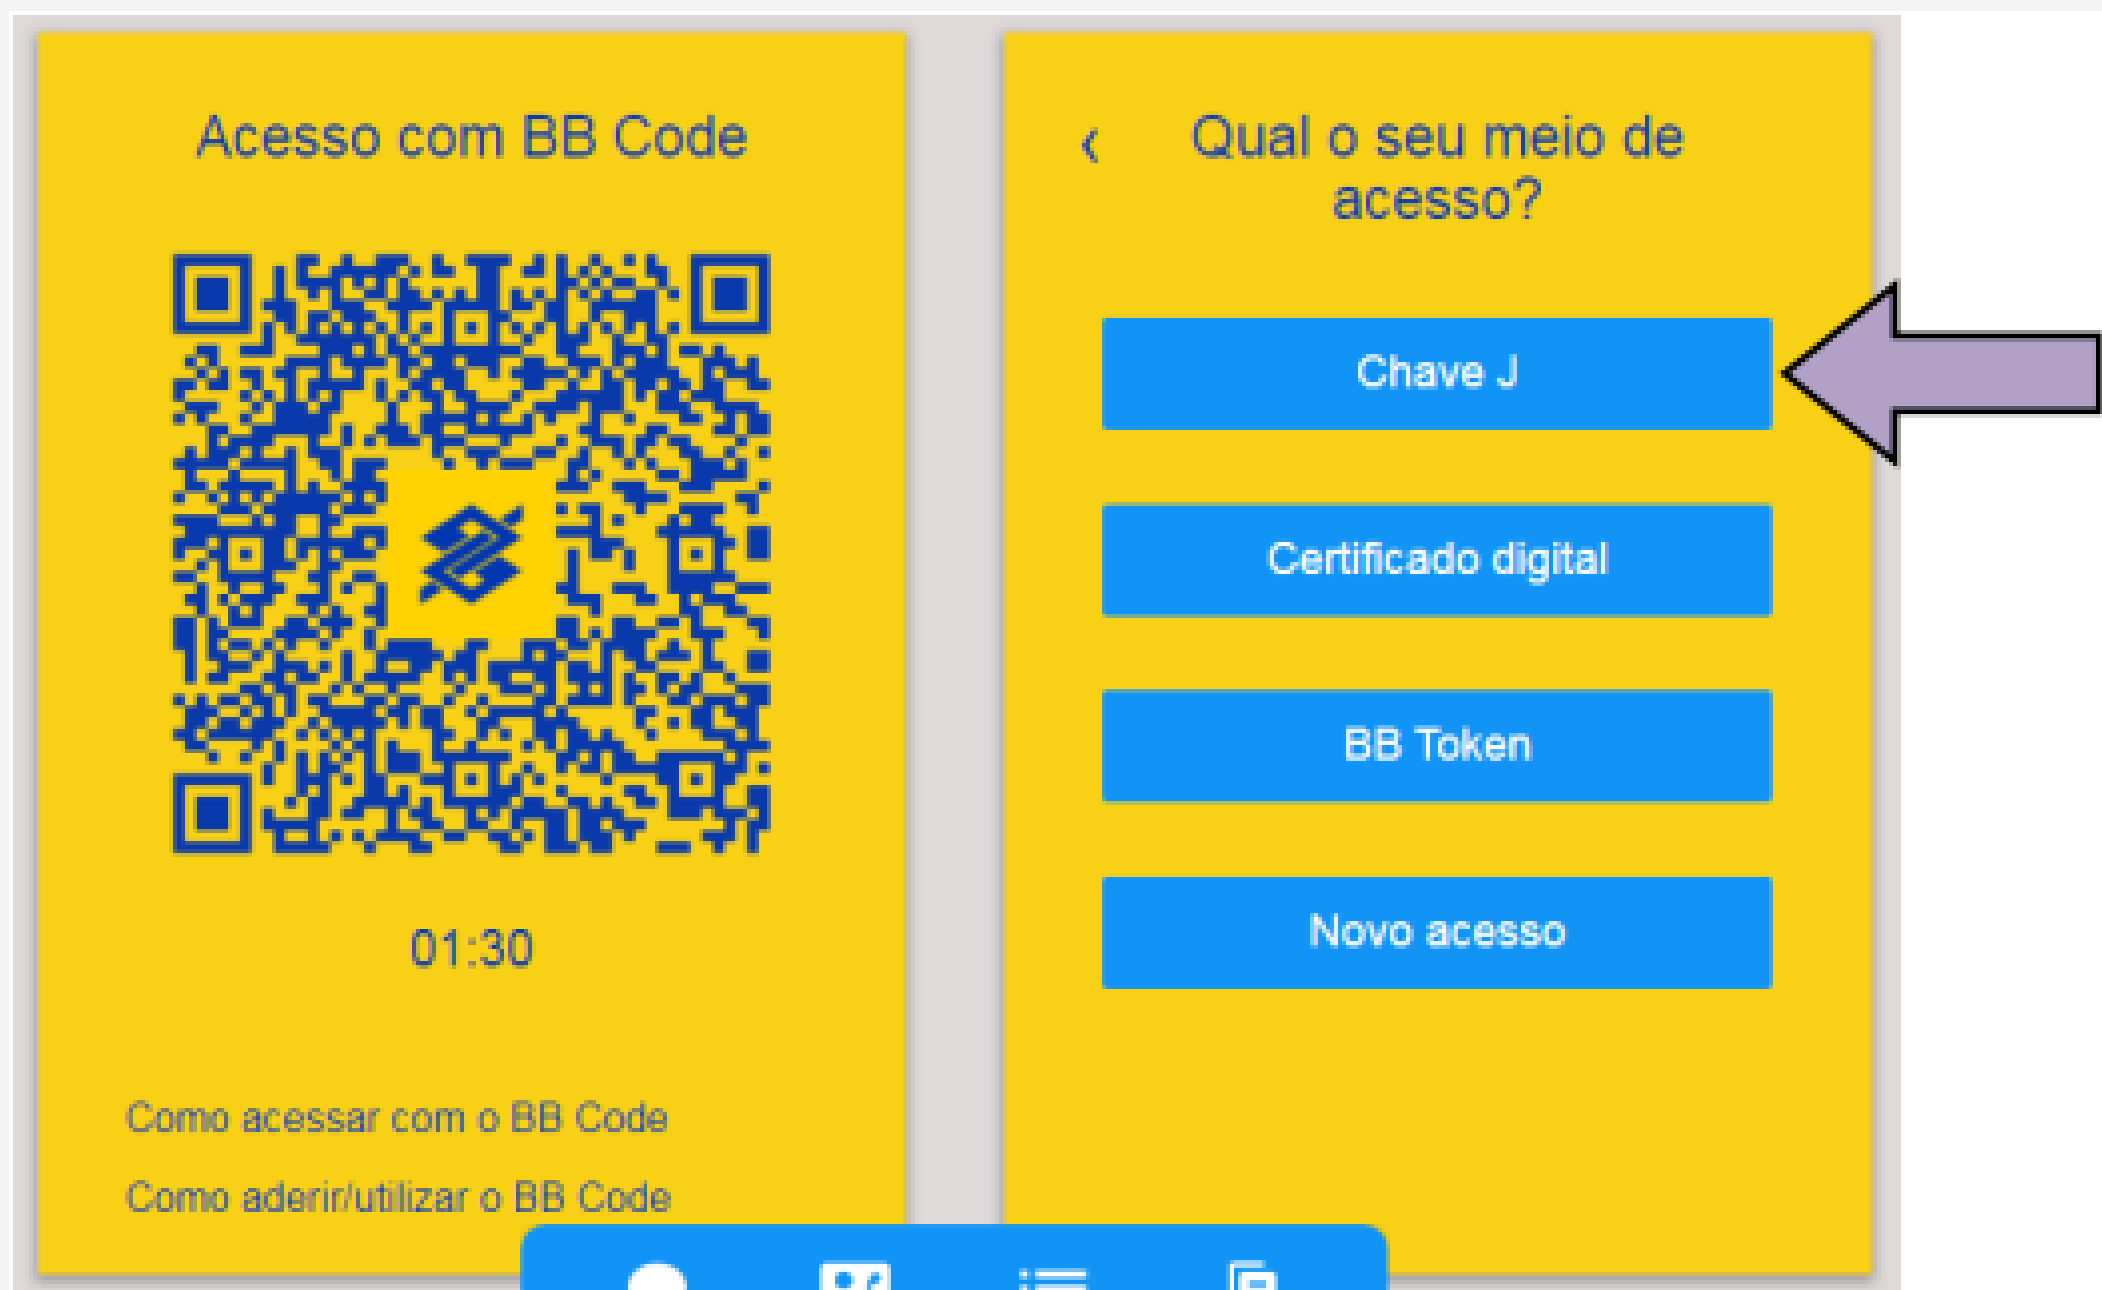 Acesso com BB Code
01:30
Como acessar com o BB Code
Como aderir/utilizar o BB Code
‹ Qual o seu meio de
acesso?
Chave J
Certificado digital
BB Token
Novo acesso